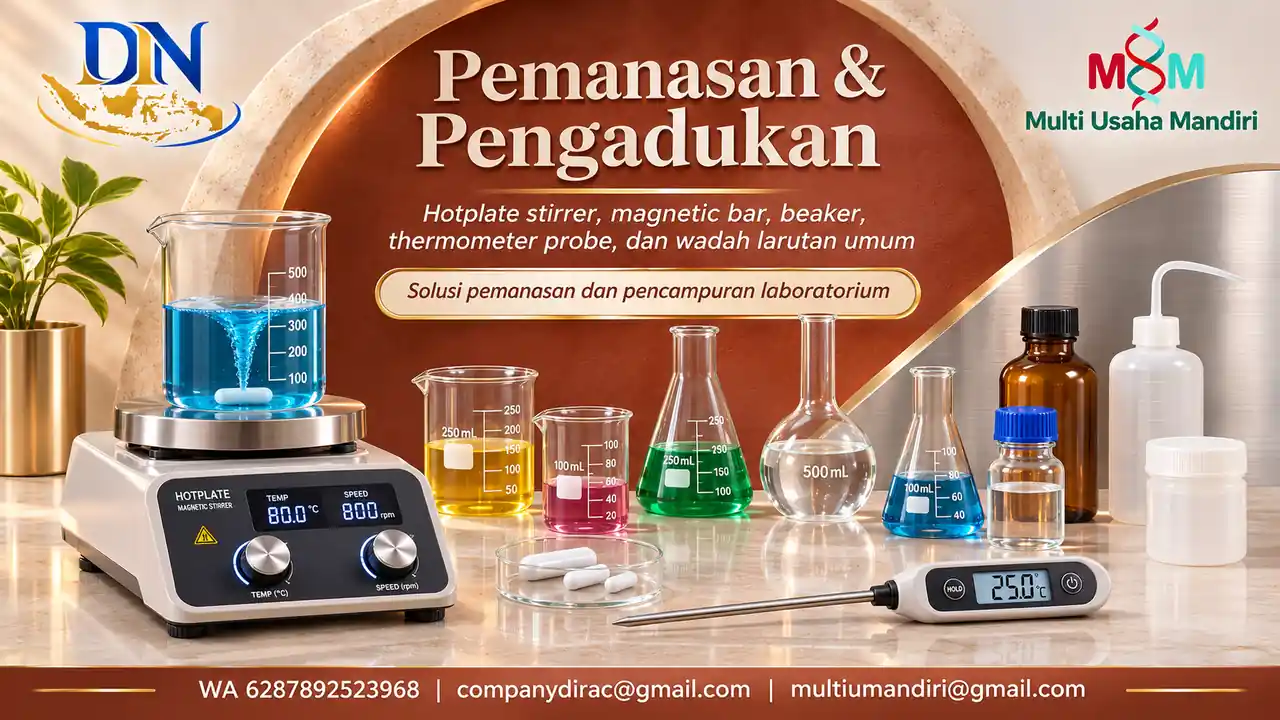 DIN
Pemanasan &
Pengadukan
MSM
Multi Usaha Mandiri
Hotplate stirrer, magnetic bar, beaker,
thermometer probe, dan wadah larutan umum
Solusi pemanasan dan pencampuran laboratorium
500
400
300
200
100
HOTPLATE
MAGNETIC STIRRER
TEMP
80.0 °C
SPEED
800 rpm
TEMP (°C)
SPEED (rpm)
250 mL
250
200
150
100
50
100 mL
100
80
60
40
20
250 mL
250
250
150
100
500 mL
100 mL
100
80
60
40
HOLD
25.0 °C
WA 6287892523968 | companydirac@gmail.com | multiumandiri@gmail.com